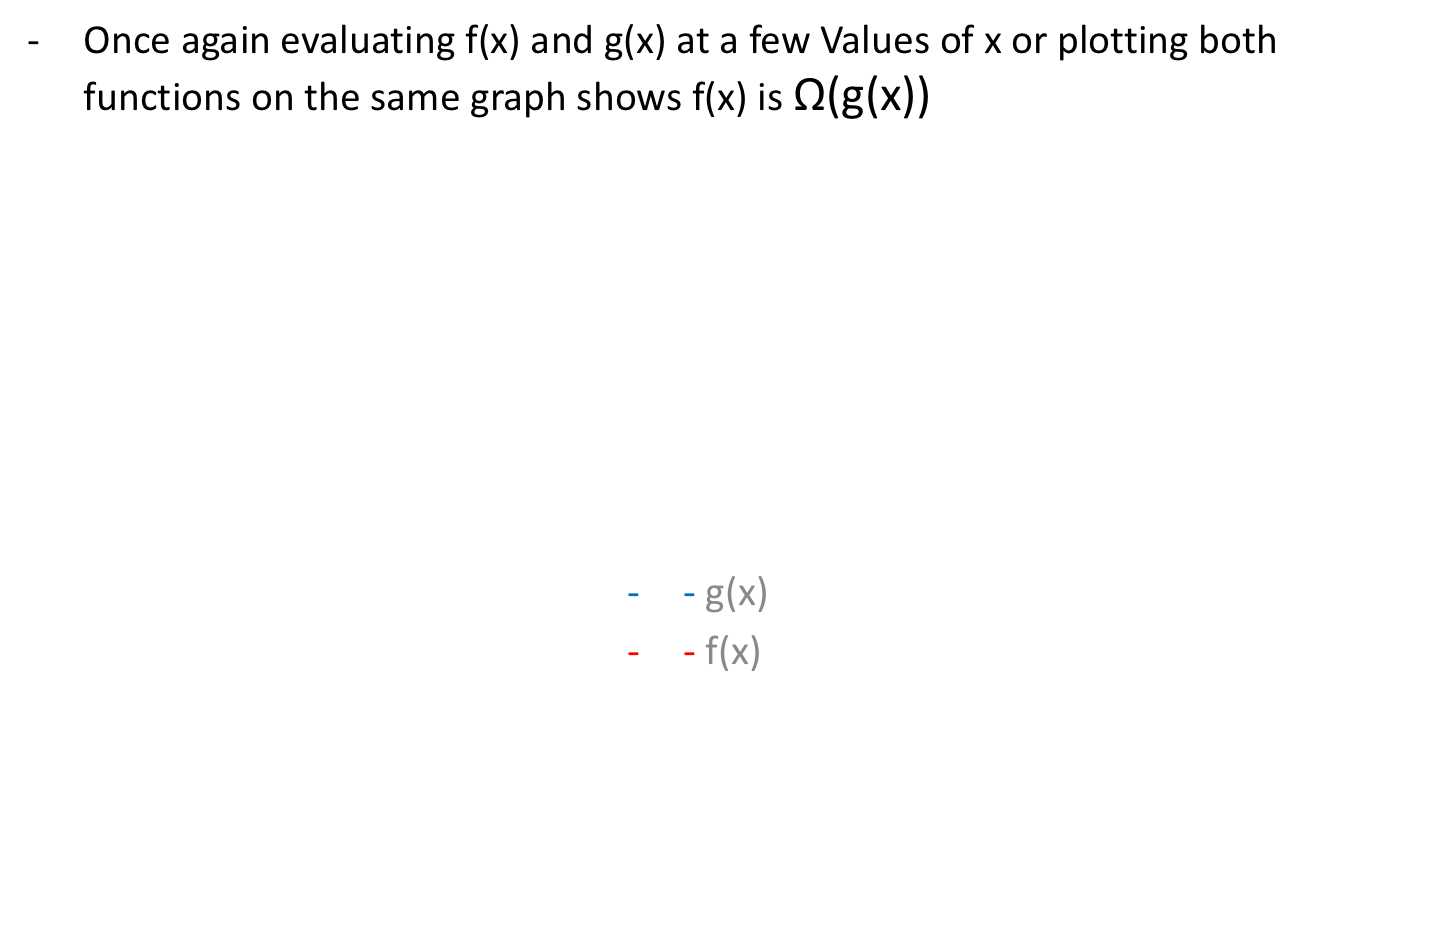 - Once again evaluating f(x) and g(x) at a few Values of x or plotting both
functions on the same graph shows f(x) is Ω(g(x))
- - g(x)
- - f(x)